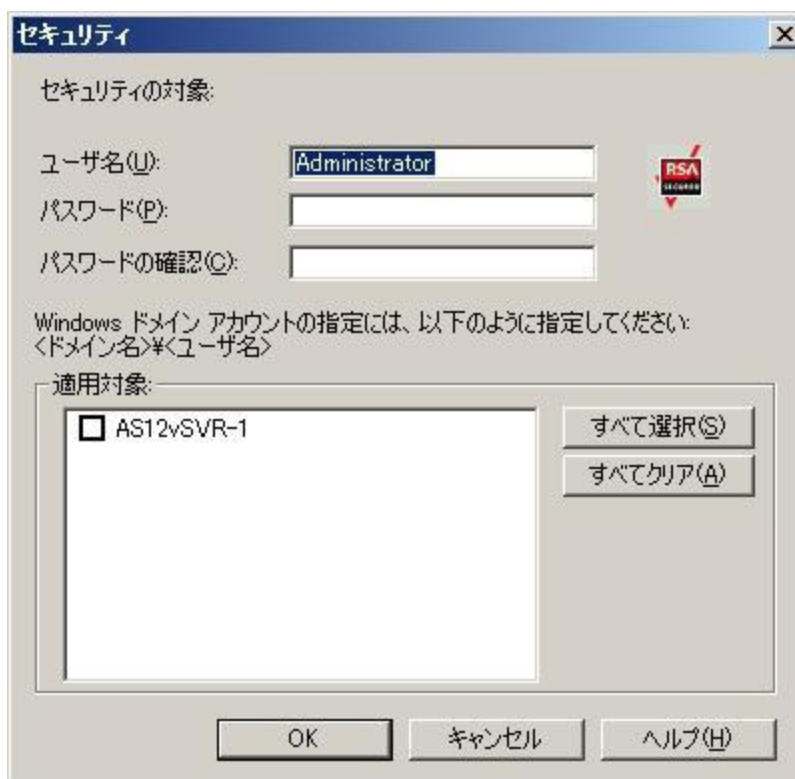 セキュリティ
セキュリティの対象:
ユーザ名(U):
Administrator
RSA
SECURED
パスワード(P):
パスワードの確認(C):
Windows ドメイン アカウントの指定には、以下のように指定してください:
<ドメイン名>¥<ユーザ名>
適用対象:
AS12vSVR-1
すべて選択(S)
すべてクリア(A)
OK
キャンセル
ヘルプ(H)